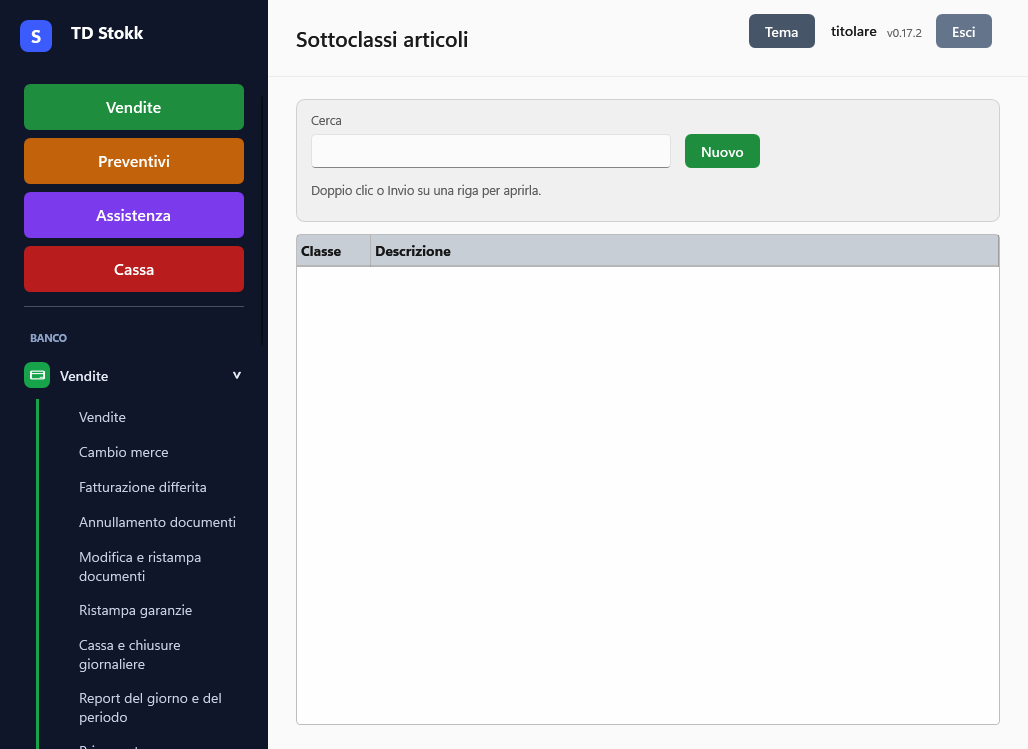 S
TD Stokk
Vendite
Preventivi
Assistenza
Cassa
BANCO
Vendite
Vendite
Cambio merce
Fatturazione differita
Annullamento documenti
Modifica e ristampa
documenti
Ristampa garanzie
Cassa e chiusure
giornaliere
Report del giorno e del
periodo
Sottoclassi articoli
Tema
titolare
v0.17.2
Esci
Cerca
Nuovo
Doppio clic o Invio su una riga per aprirla.
Classe
Descrizione